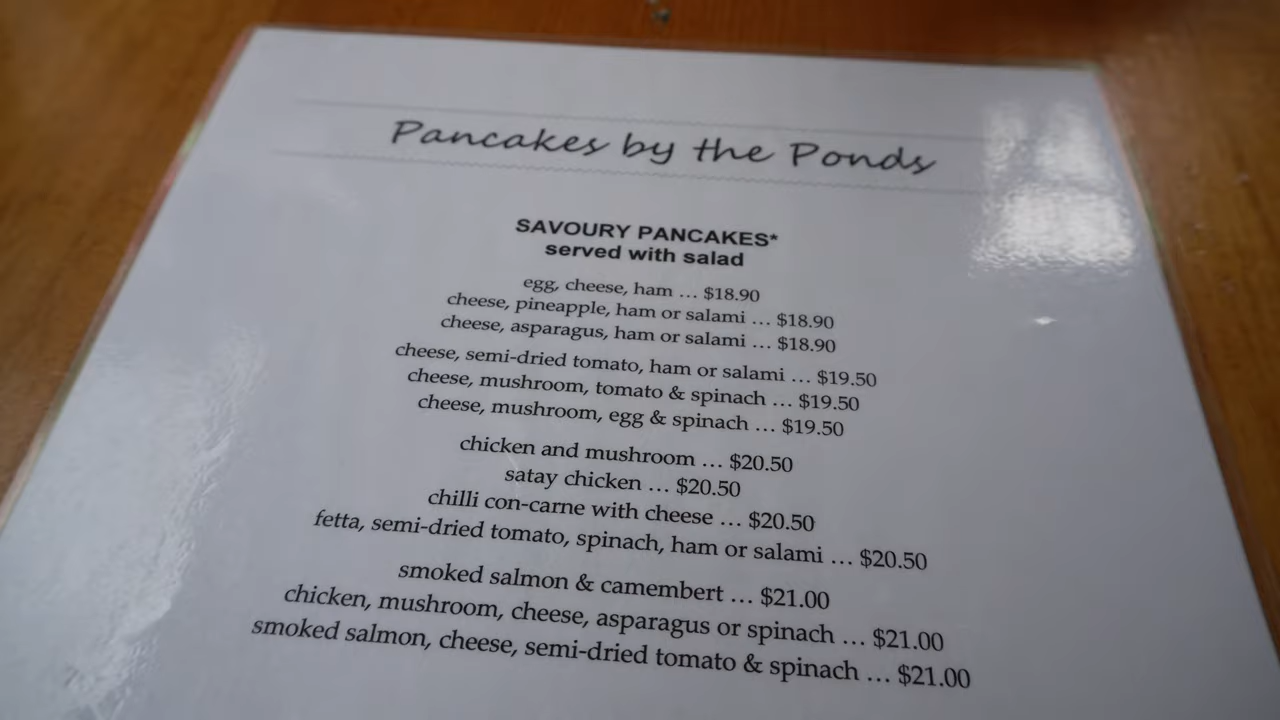 Pancakes by the Ponds
SAVOURY PANCAKES*
served with salad
egg, cheese, ham ... $18.90
cheese, pineapple, ham or salami ... $18.90
cheese, asparagus, ham or salami ... $18.90
cheese, semi-dried tomato, ham or salami ... $19.50
cheese, mushroom, tomato & spinach ... $19.50
cheese, mushroom, egg & spinach ... $19.50
chicken and mushroom ... $20.50
satay chicken ... $20.50
chilli con-carne with cheese ... $20.50
fetta, semi-dried tomato, spinach, ham or salami ... $20.50
smoked salmon & camembert ... $21.00
chicken, mushroom, cheese, asparagus or spinach ... $21.00
smoked salmon, cheese, semi-dried tomato & spinach ... $21.00